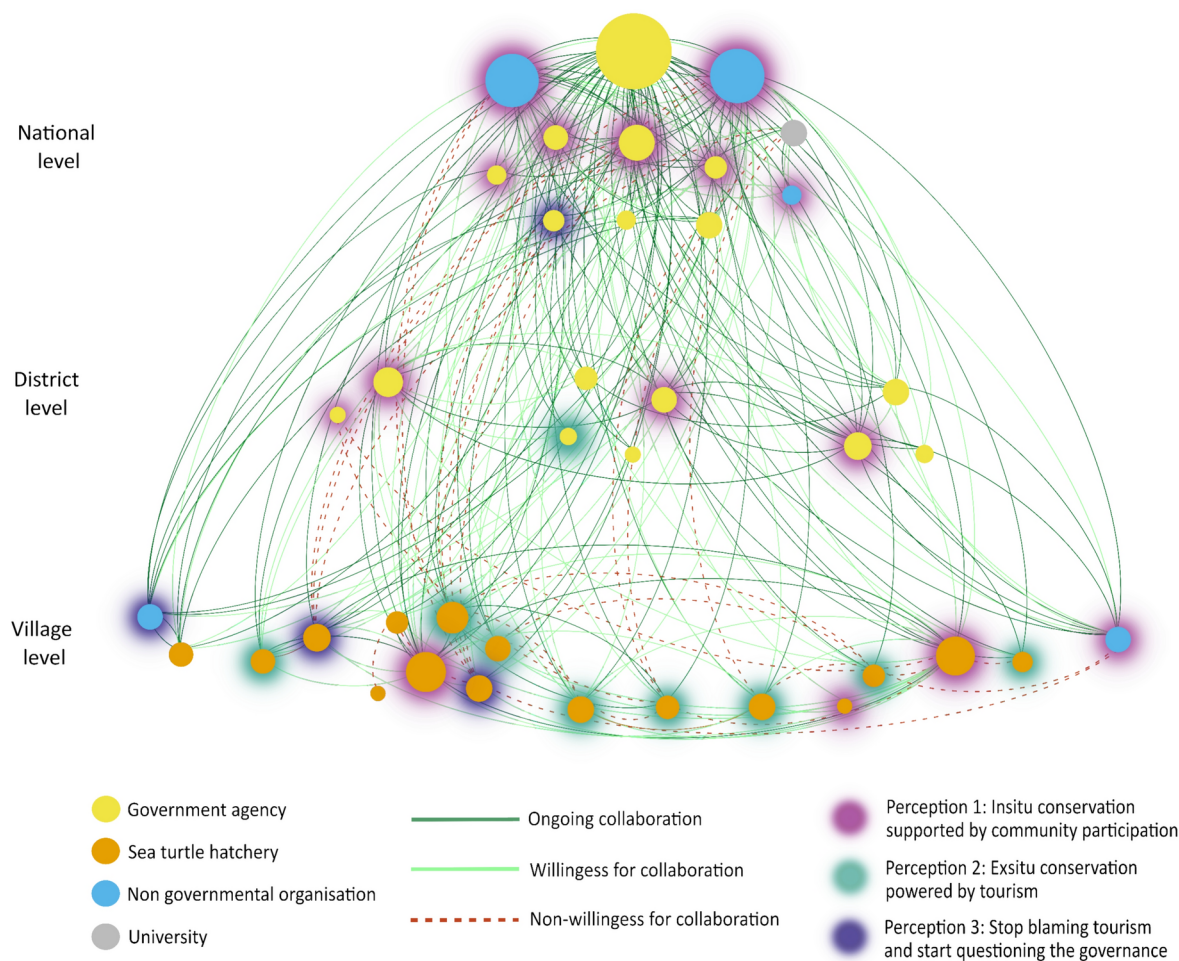 National
level
District
level
Village
level
Government agency
Sea turtle hatchery
Non governmental organisation
University
Ongoing collaboration
Willingess for collaboration
Non-willingess for collaboration
Perception 1: Insitu conservation
supported by community participation
Perception 2: Exsitu conservation
powered by tourism
Perception 3: Stop blaming tourism
and start questioning the governance